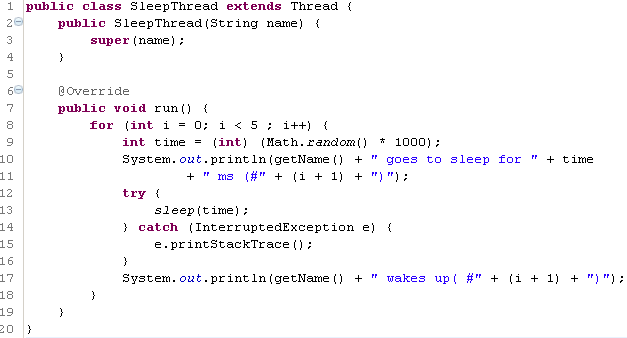 1 public class SleepThread extends Thread {
2 public SleepThread(String name) {
3 super(name);
4 }
5
6 @Override
7 public void run() {
8 for (int i = 0; i < 5 ; i++) {
9 int time = (int) (Math.random() * 1000);
10 System.out.println(getName() + " goes to sleep for " + time
11 + " ms (#" + (i + 1) + ")");
12 try {
13 sleep(time);
14 } catch (InterruptedException e) {
15 e.printStackTrace();
16 }
17 System.out.println(getName() + " wakes up( #" + (i + 1) + ")");
18 }
19 }
20 }